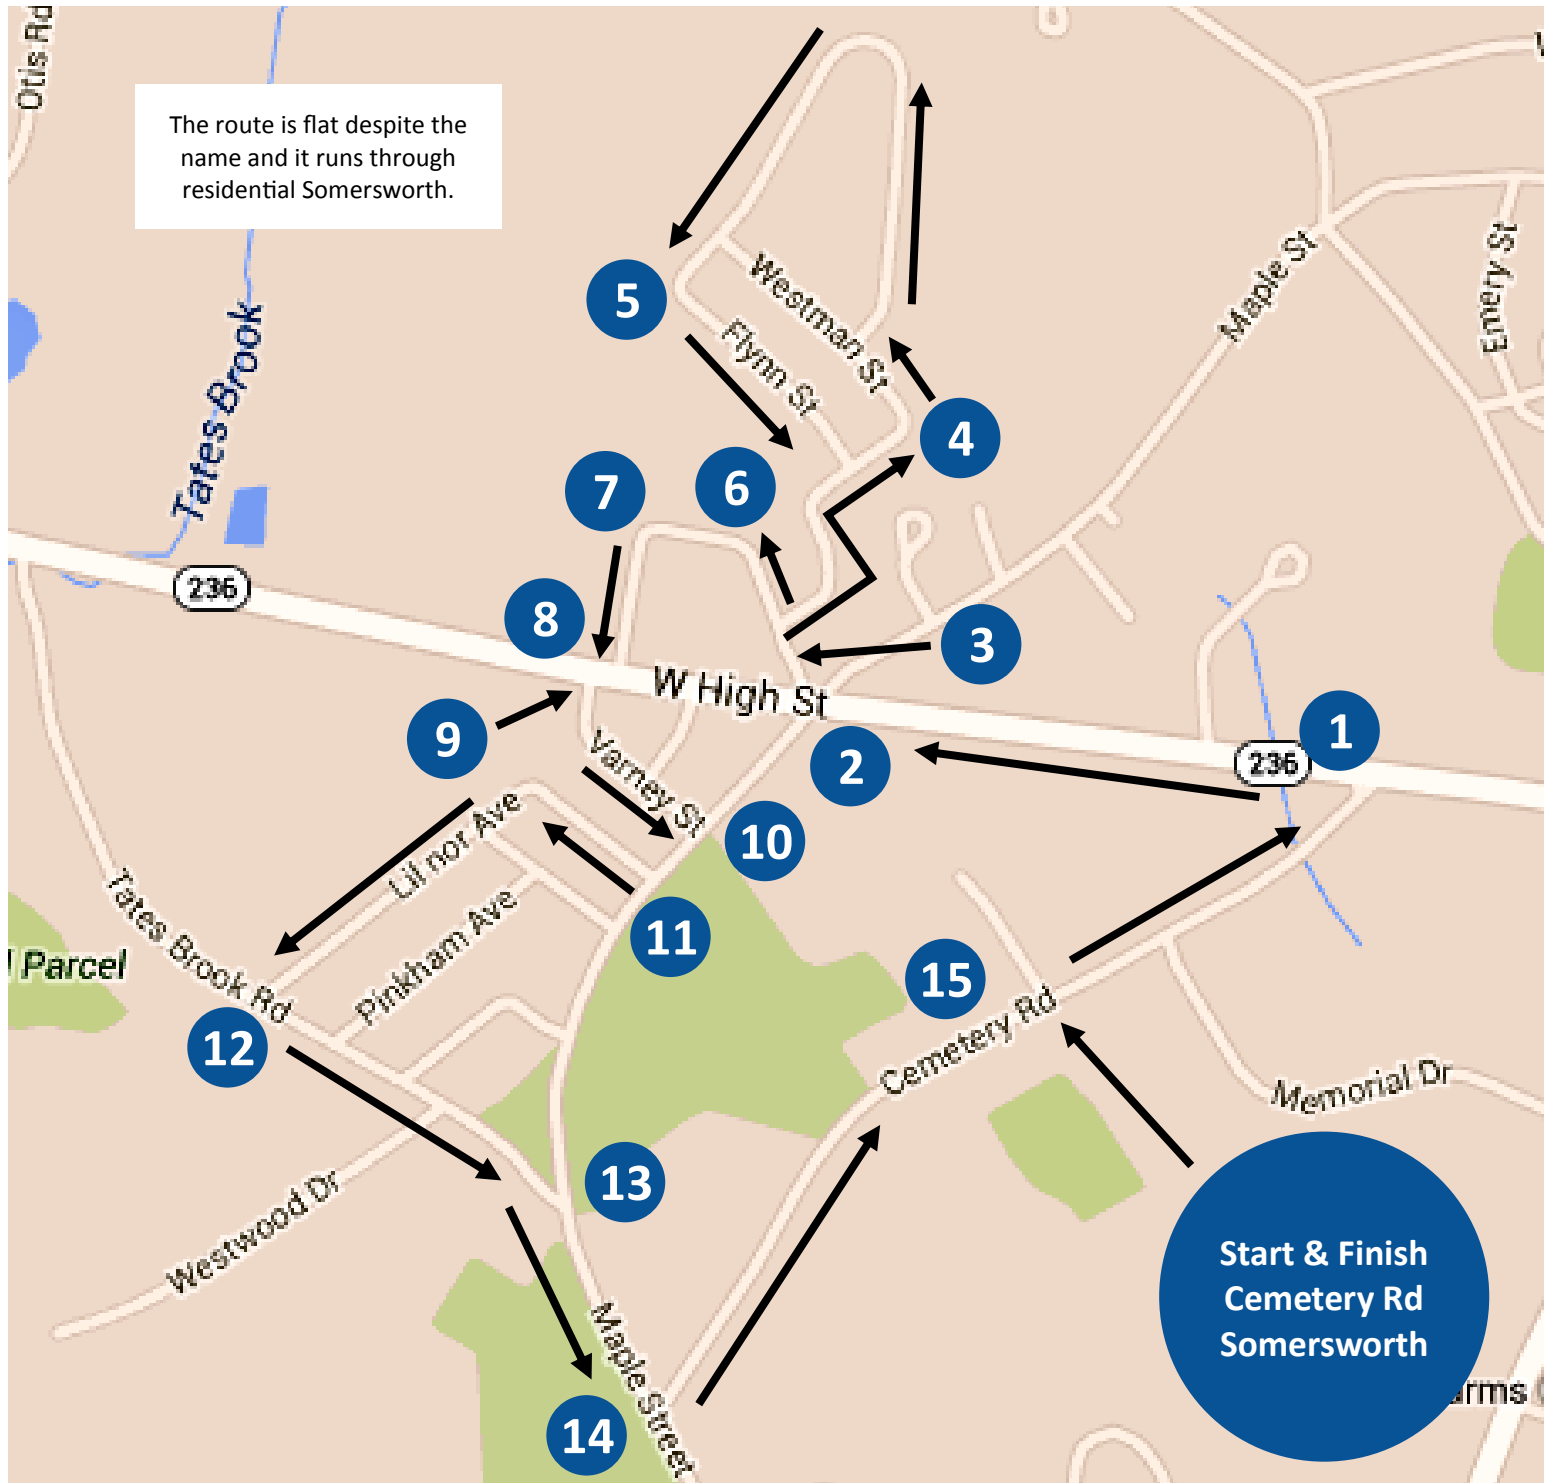 Otis Rd
The route is flat despite the
name and it runs through
residential Somersworth.
Tates Brook
Westman St
Flynn St
Maple St
Emery St
5
4
7
6
236
8
3
W High St
9
2
1
236
Varney St
10
Lil nor Ave
11
Tates Brook Rd
Pinkham Ave
Parcel
15
12
Cemetery Rd
Memorial Dr
13
Westwood Dr
Start & Finish
Cemetery Rd
Somersworth
Maple Street
14
arms